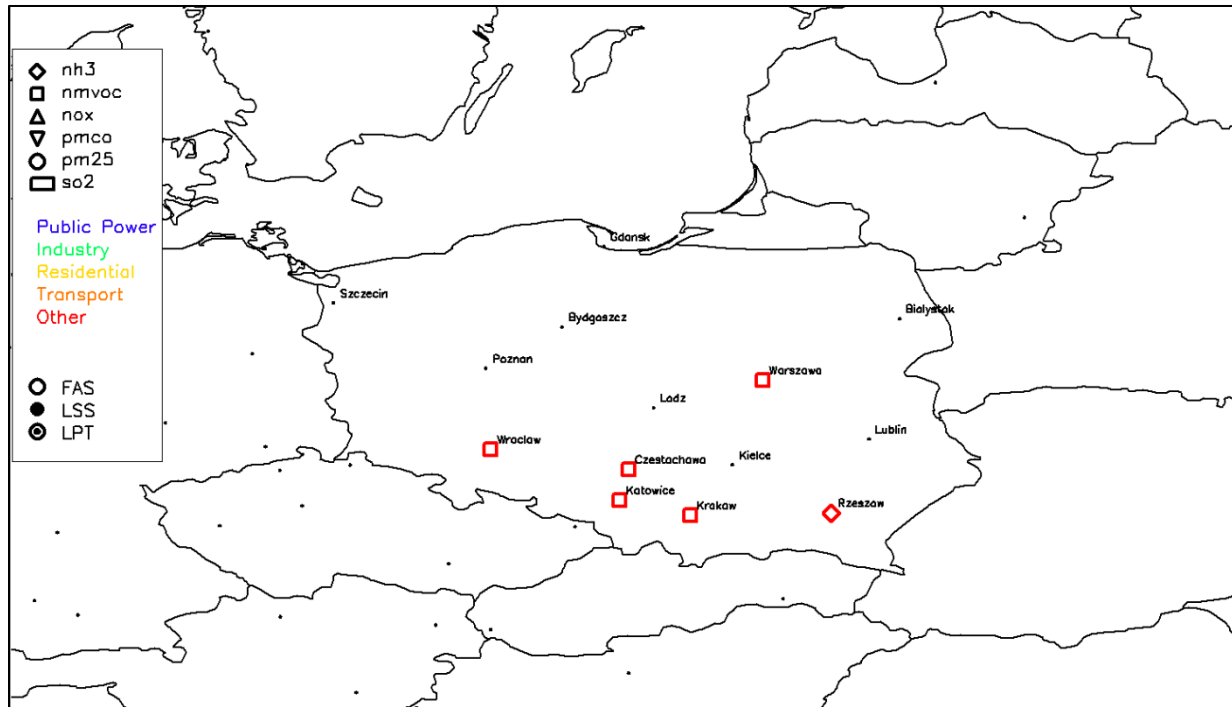 nh3
nmvoc
nox
pmco
pm25
so2
Public Power
Industry
Residential
Transport
Other
FAS
LSS
LPT
Gdansk
Szczecin
Bydgoszcz
Bialystok
Poznan
Warszawa
Lodz
Lublin
Wroclaw
Czestochowa
Kielce
Katowice
Krakow
Rzeszow